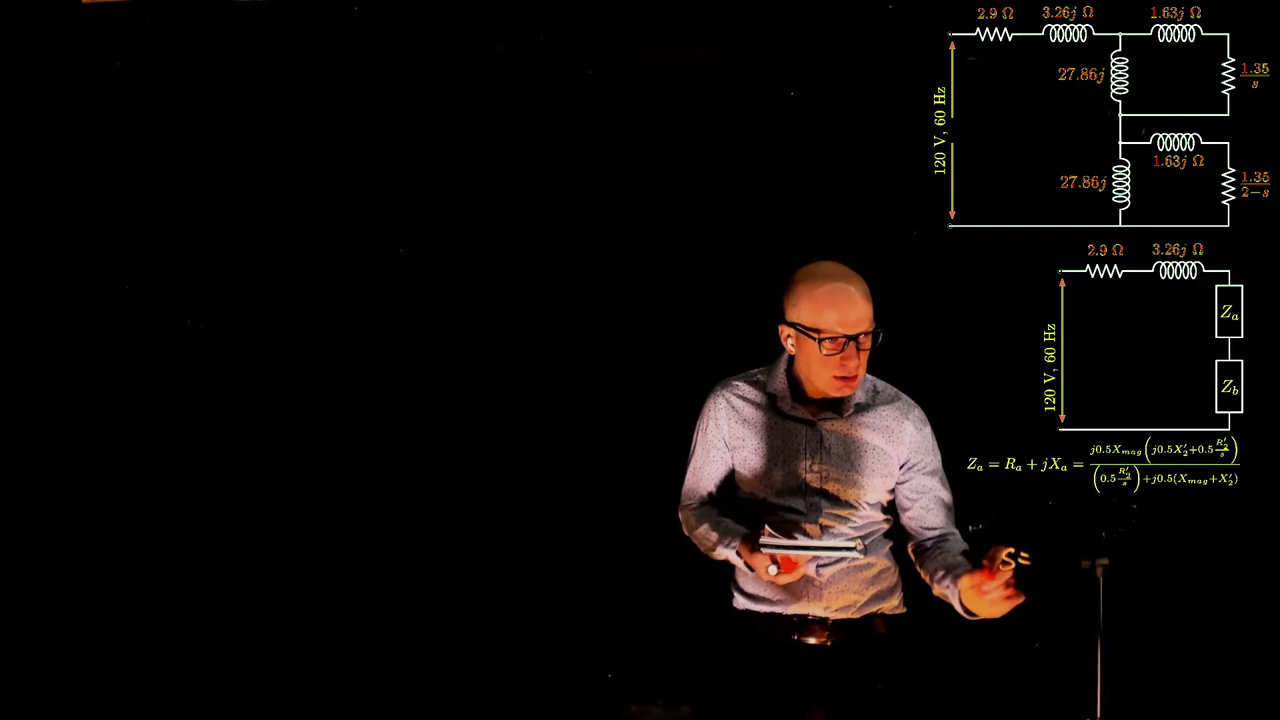 2.9 Ω 3.26j Ω 1.63j Ω
27.86j
1.35/s
120 V, 60 Hz
1.63j Ω
27.86j
1.35/2−s
2.9 Ω 3.26j Ω
Z_a
120 V, 60 Hz
Z_b
Z_a = R_a + jX_a = j0.5X_mag(j0.5X'_2+0.5 R'_2/s) / (0.5 R'_2/s)+j0.5(X_mag+X'_2)
S=